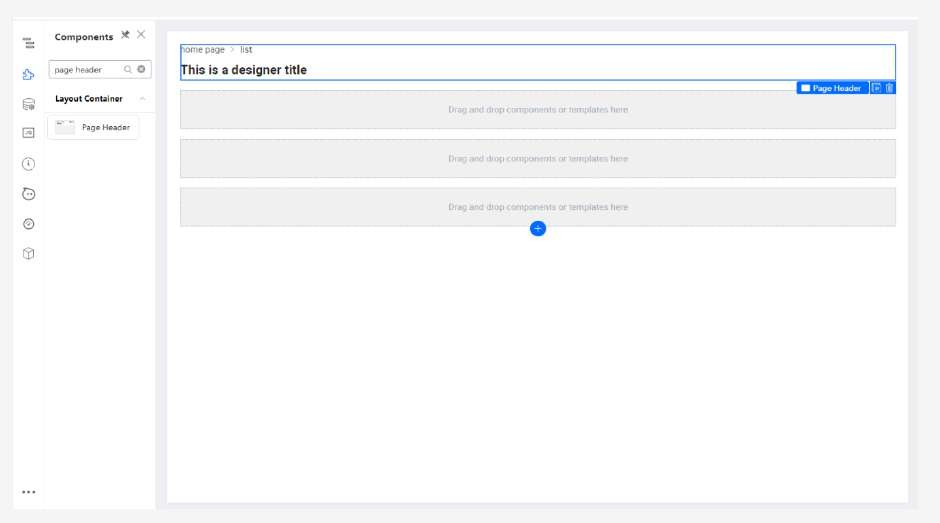 Components
page header
Layout Container
Page Header
home page > list
This is a designer title
Page Header
Drag and drop components or templates here
Drag and drop components or templates here
Drag and drop components or templates here